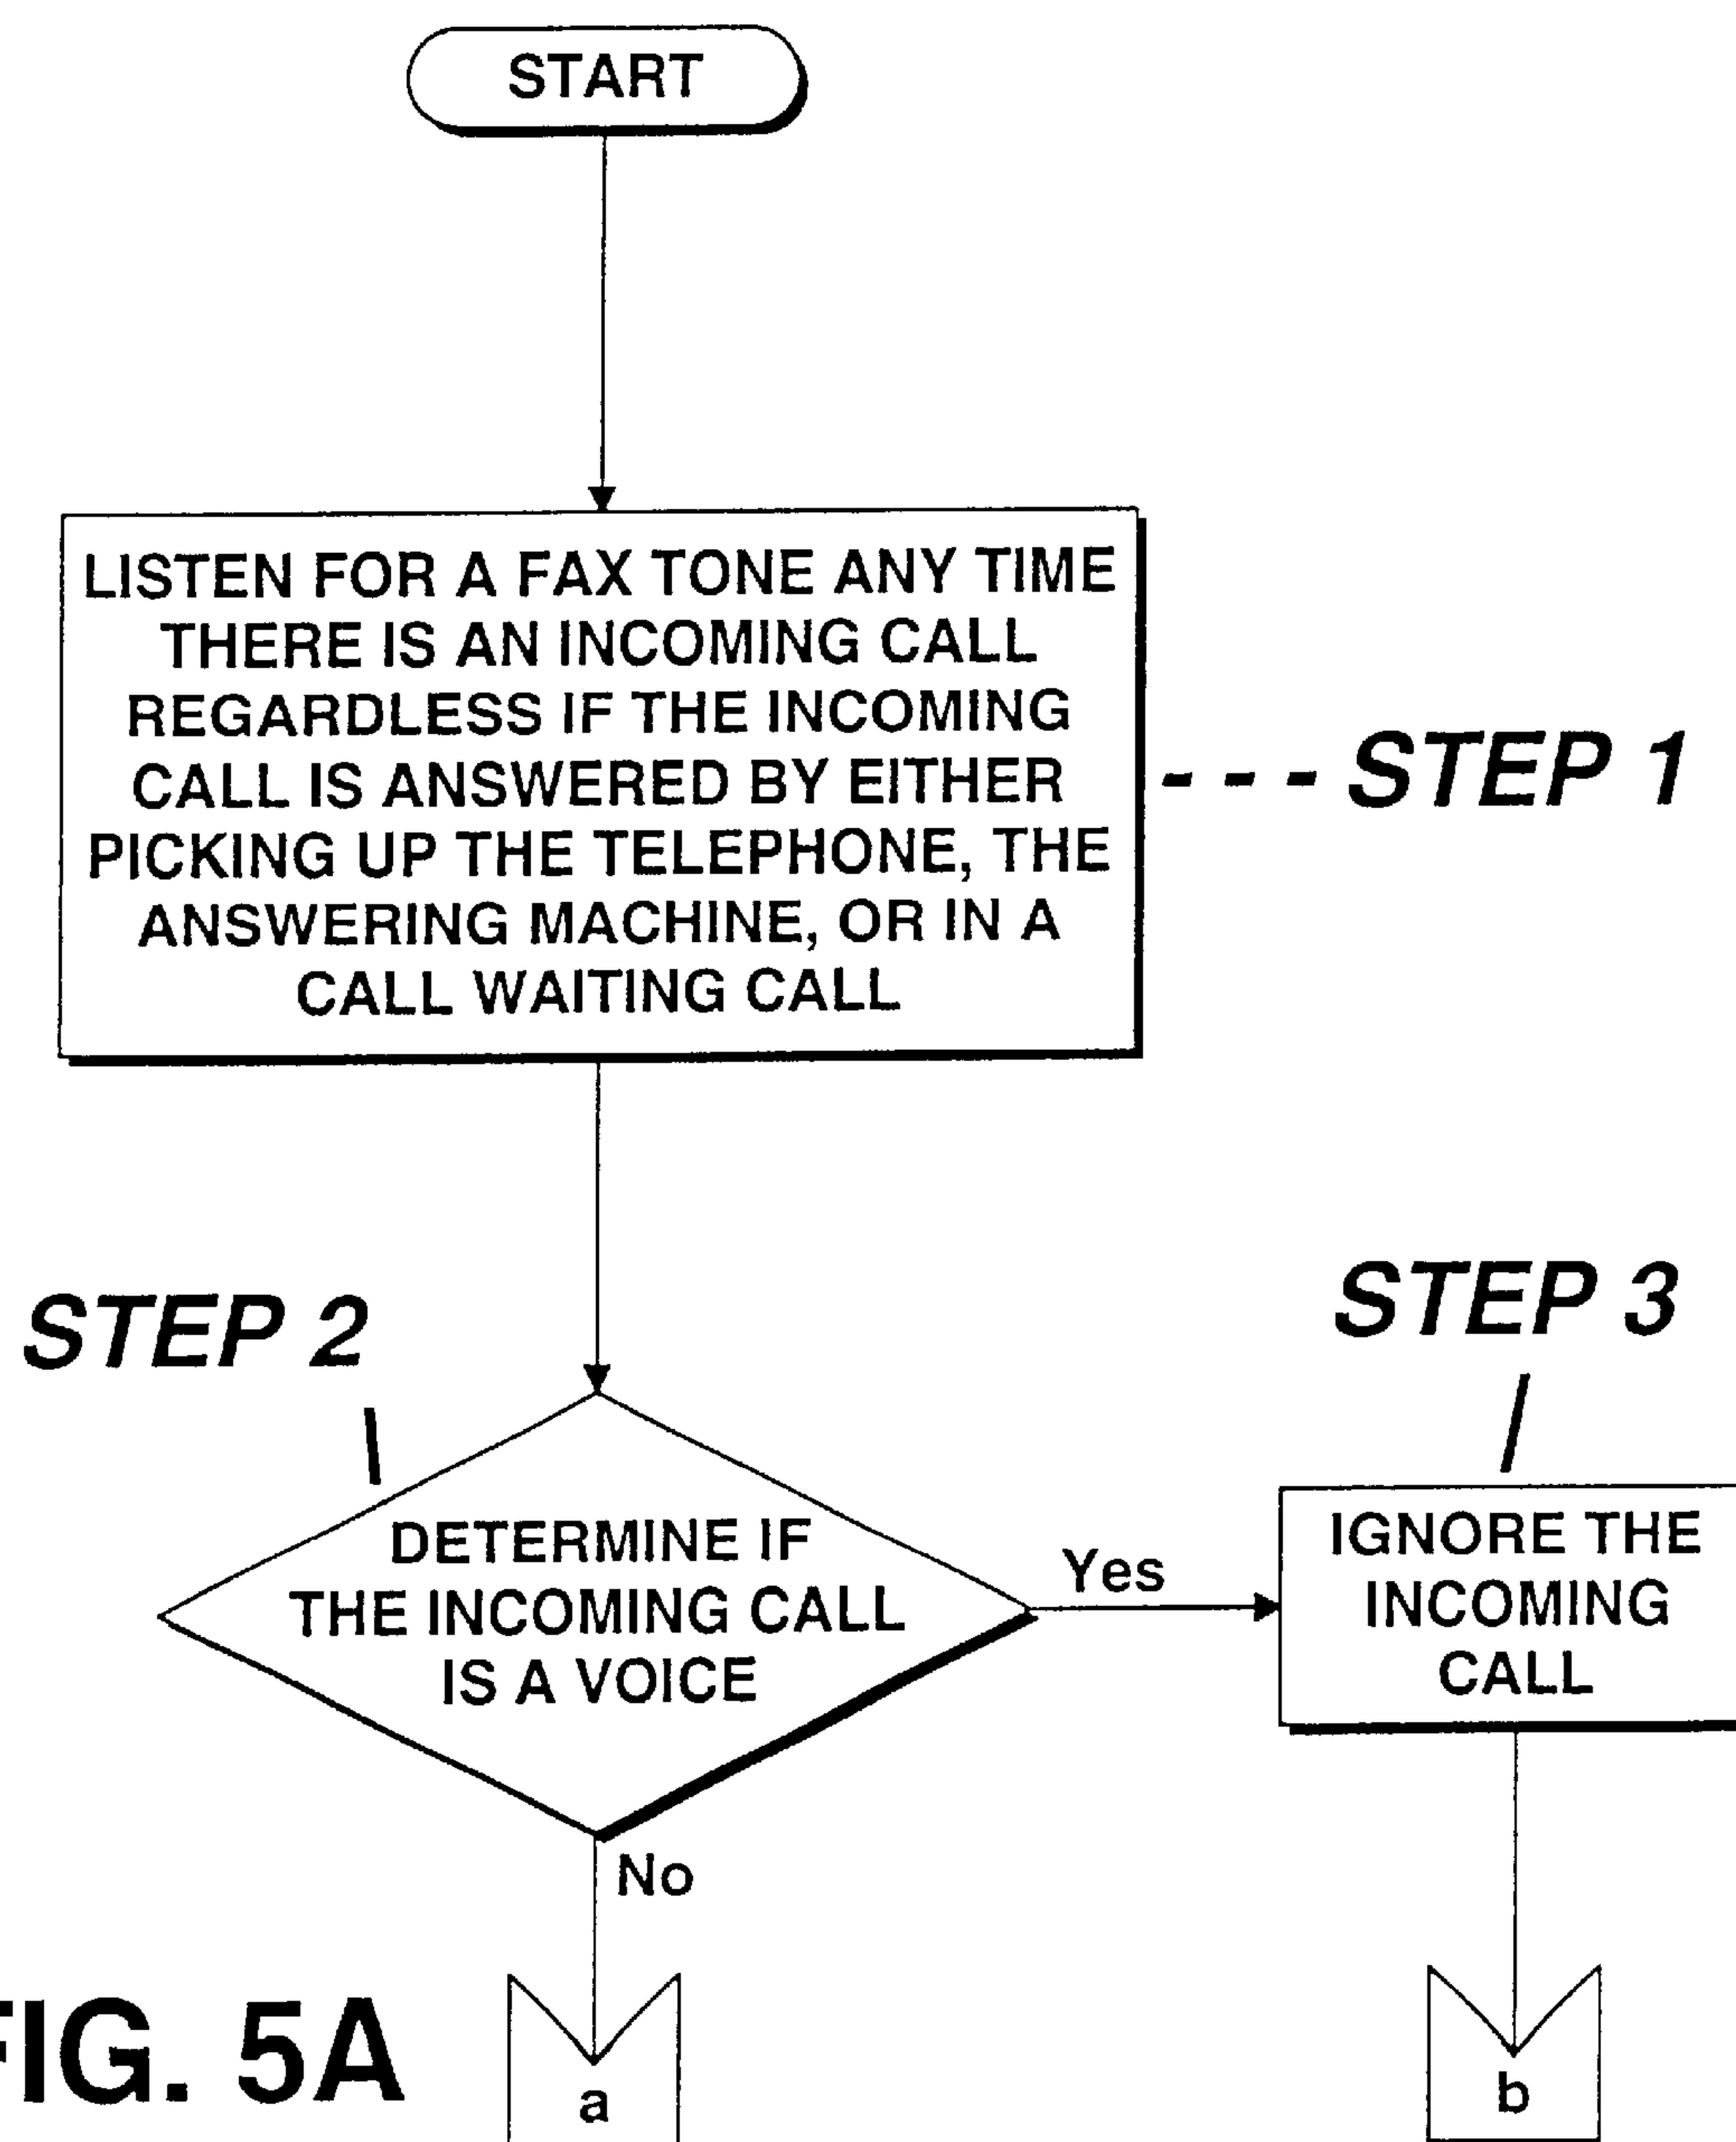 START
LISTEN FOR A FAX TONE ANY TIME
THERE IS AN INCOMING CALL
REGARDLESS IF THE INCOMING
CALL IS ANSWERED BY EITHER
PICKING UP THE TELEPHONE, THE
ANSWERING MACHINE, OR IN A
CALL WAITING CALL
- - - STEP 1
STEP 2
STEP 3
DETERMINE IF
THE INCOMING CALL
IS A VOICE
Yes
IGNORE THE
INCOMING
CALL
No
FIG. 5A
a
b